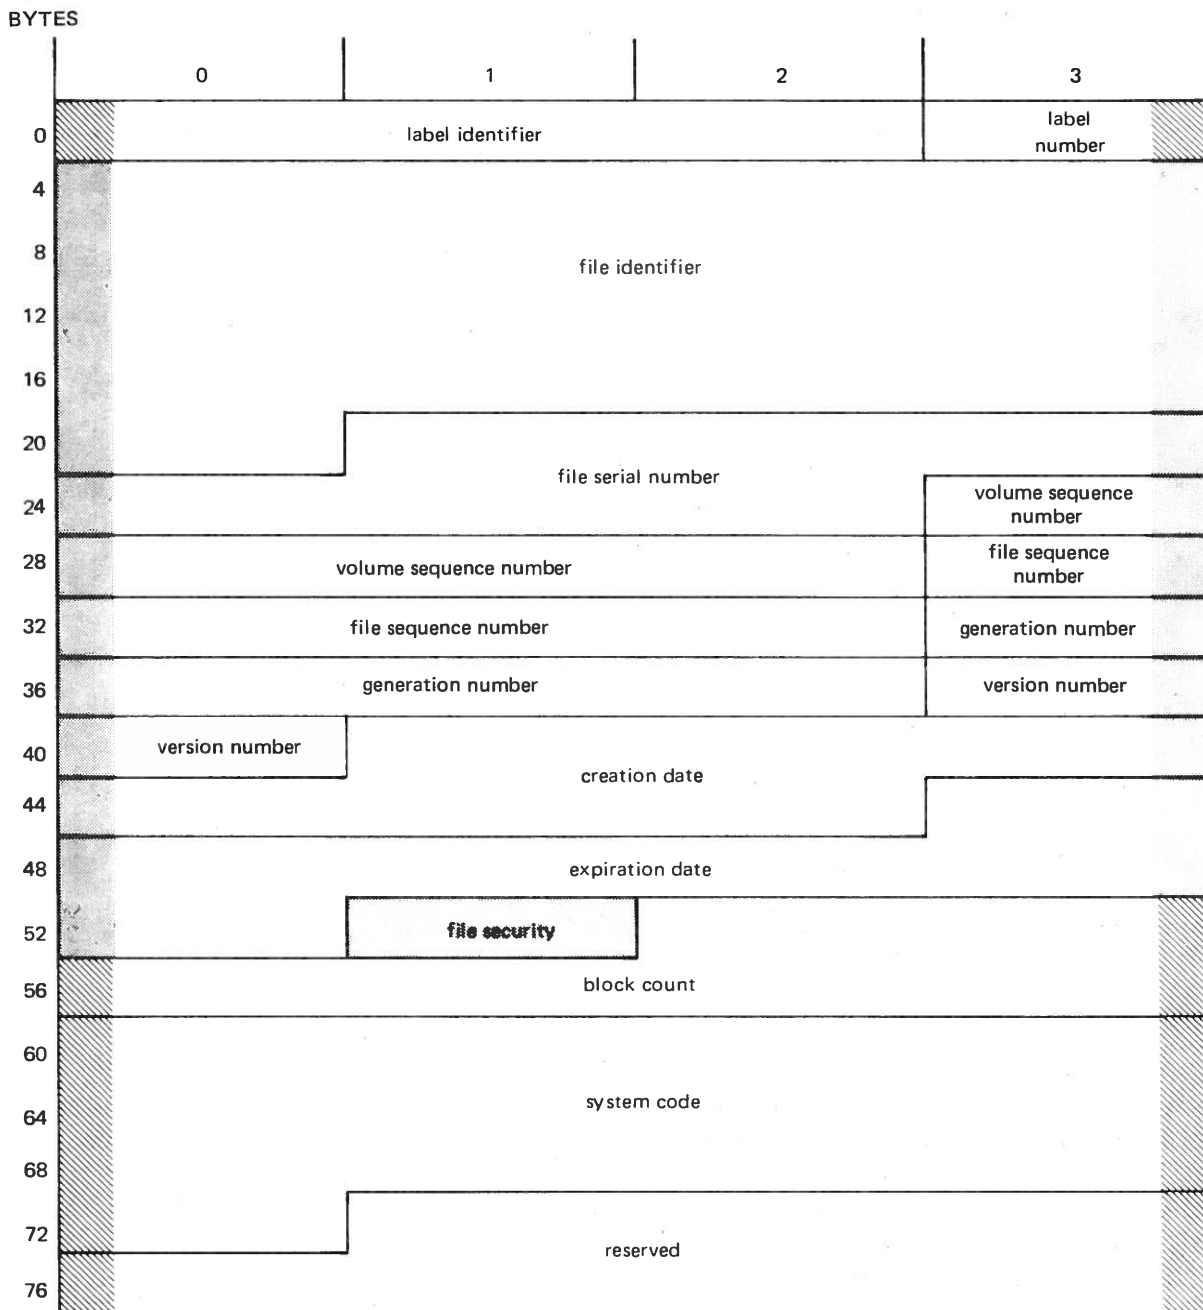 BYTES
0 1 2 3
0 label identifier label
number
4
8 file identifier
12
16
20
file serial number
24 volume sequence
number
28 volume sequence number file sequence
number
32 file sequence number generation number
36 generation number version number
40 version number
creation date
44
48 expiration date
52 file security
56 block count
60
64 system code
68
72 reserved
76